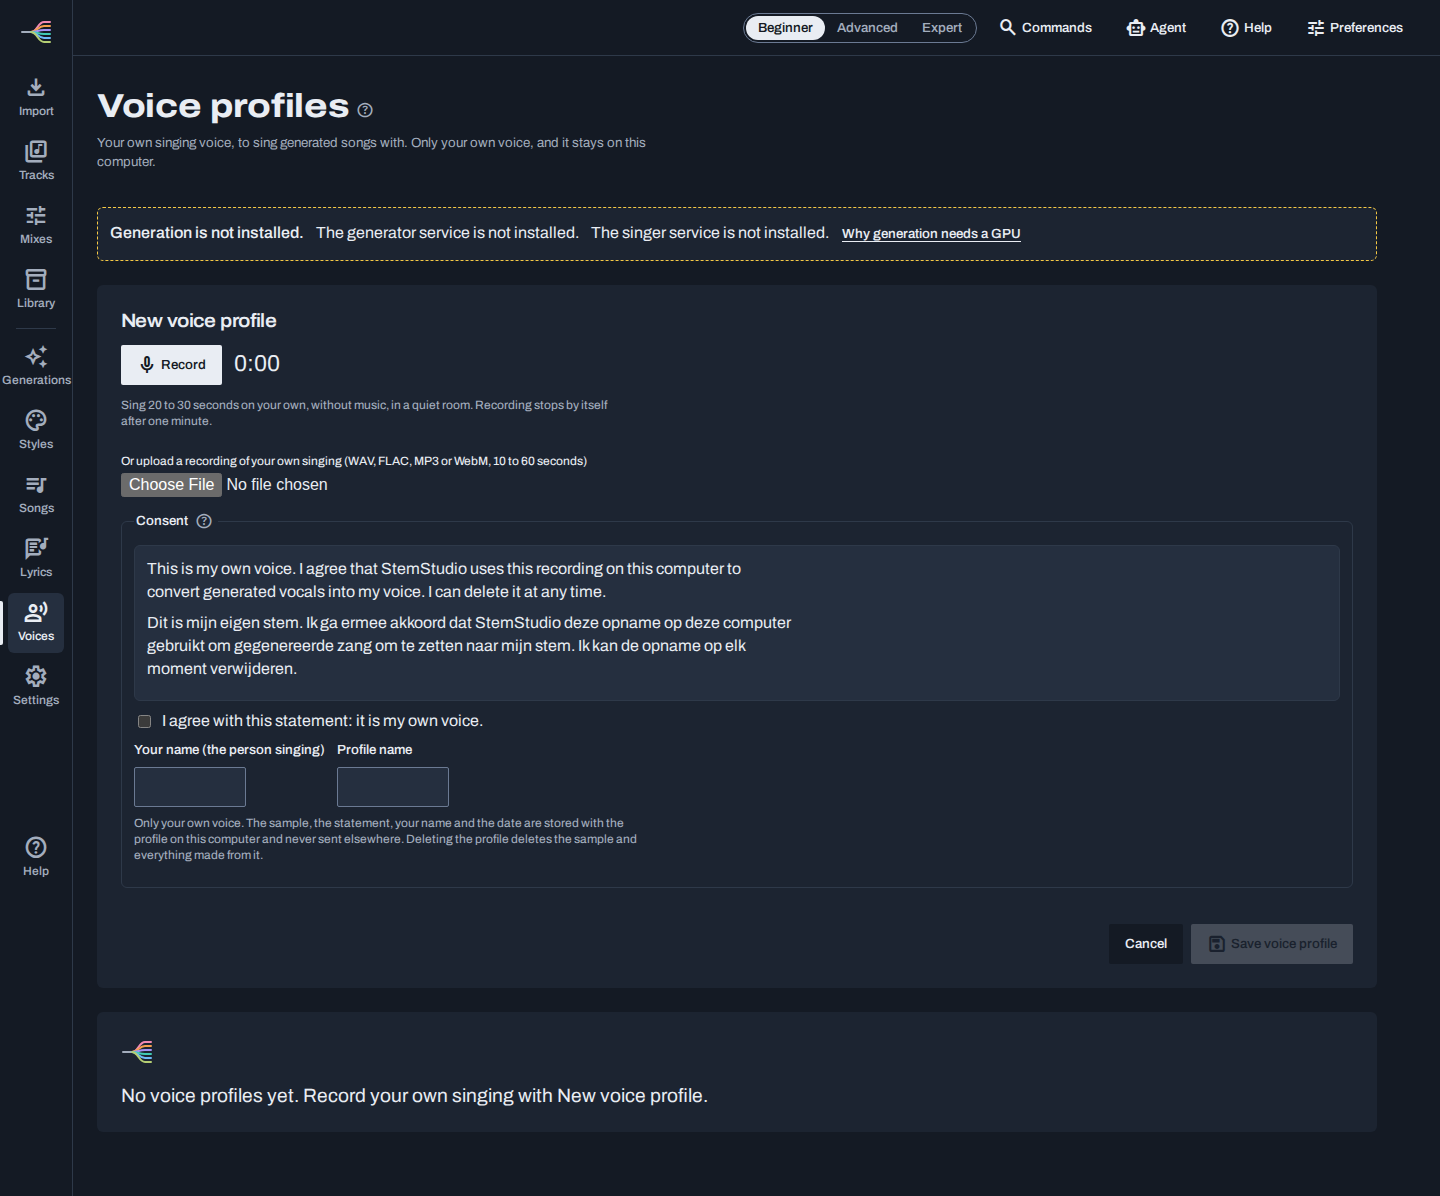 Beginner Advanced Expert Commands Agent Help Preferences
Import
Tracks
Mixes
Library
Generations
Styles
Songs
Lyrics
Voices
Settings
Help
Voice profiles
Your own singing voice, to sing generated songs with. Only your own voice, and it stays on this
computer.
Generation is not installed. The generator service is not installed. The singer service is not installed. Why generation needs a GPU
New voice profile
Record 0:00
Sing 20 to 30 seconds on your own, without music, in a quiet room. Recording stops by itself
after one minute.
Or upload a recording of your own singing (WAV, FLAC, MP3 or WebM, 10 to 60 seconds)
Choose File No file chosen
Consent
This is my own voice. I agree that StemStudio uses this recording on this computer to
convert generated vocals into my voice. I can delete it at any time.
Dit is mijn eigen stem. Ik ga ermee akkoord dat StemStudio deze opname op deze computer
gebruikt om gegenereerde zang om te zetten naar mijn stem. Ik kan de opname op elk
moment verwijderen.
I agree with this statement: it is my own voice.
Your name (the person singing) Profile name
Only your own voice. The sample, the statement, your name and the date are stored with the
profile on this computer and never sent elsewhere. Deleting the profile deletes the sample and
everything made from it.
Cancel Save voice profile
No voice profiles yet. Record your own singing with New voice profile.